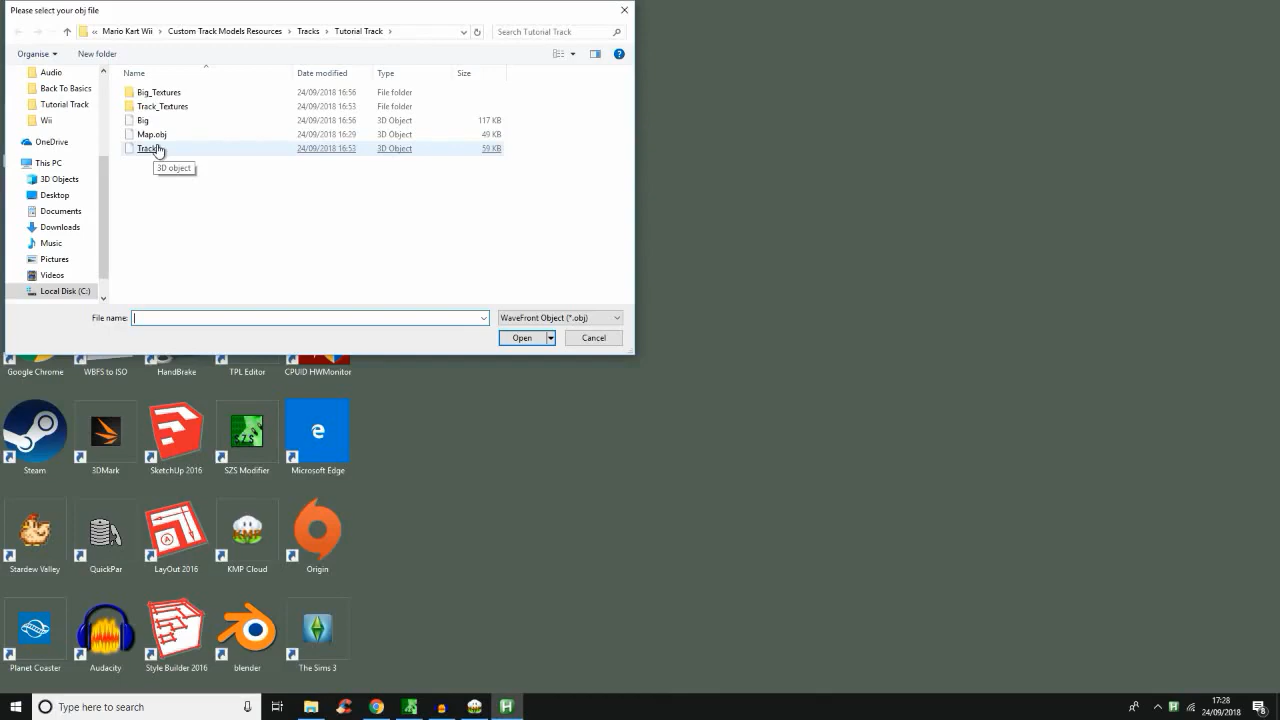 Please select your obj file
« Mario Kart Wii > Custom Track Models Resources > Tracks > Tutorial Track >
Search Tutorial Track
Organise
New folder
Name
Date modified
Type
Size
Audio
Back To Basics
Tutorial Track
Wii
OneDrive
This PC
3D Objects
Desktop
Documents
Downloads
Music
Pictures
Videos
Local Disk (C:)
Big_Textures 24/09/2018 16:56 File folder
Track_Textures 24/09/2018 16:53 File folder
Big 24/09/2018 16:56 3D Object 117 KB
Map.obj 24/09/2018 16:29 3D Object 49 KB
Track 24/09/2018 16:53 3D Object 59 KB
3D object
File name:
WaveFront Object (*.obj)
Open
Cancel
Google Chrome
WBFS to ISO
HandBrake
TPL Editor
CPUID HWMonitor
SZS
Steam
3DMark
SketchUp 2016
SZS Modifier
Microsoft Edge
Stardew Valley
QuickPar
LayOut 2016
KMP Cloud
Origin
Planet Coaster
Audacity
Style Builder 2016
blender
The Sims 3
Type here to search
17:28
24/09/2018